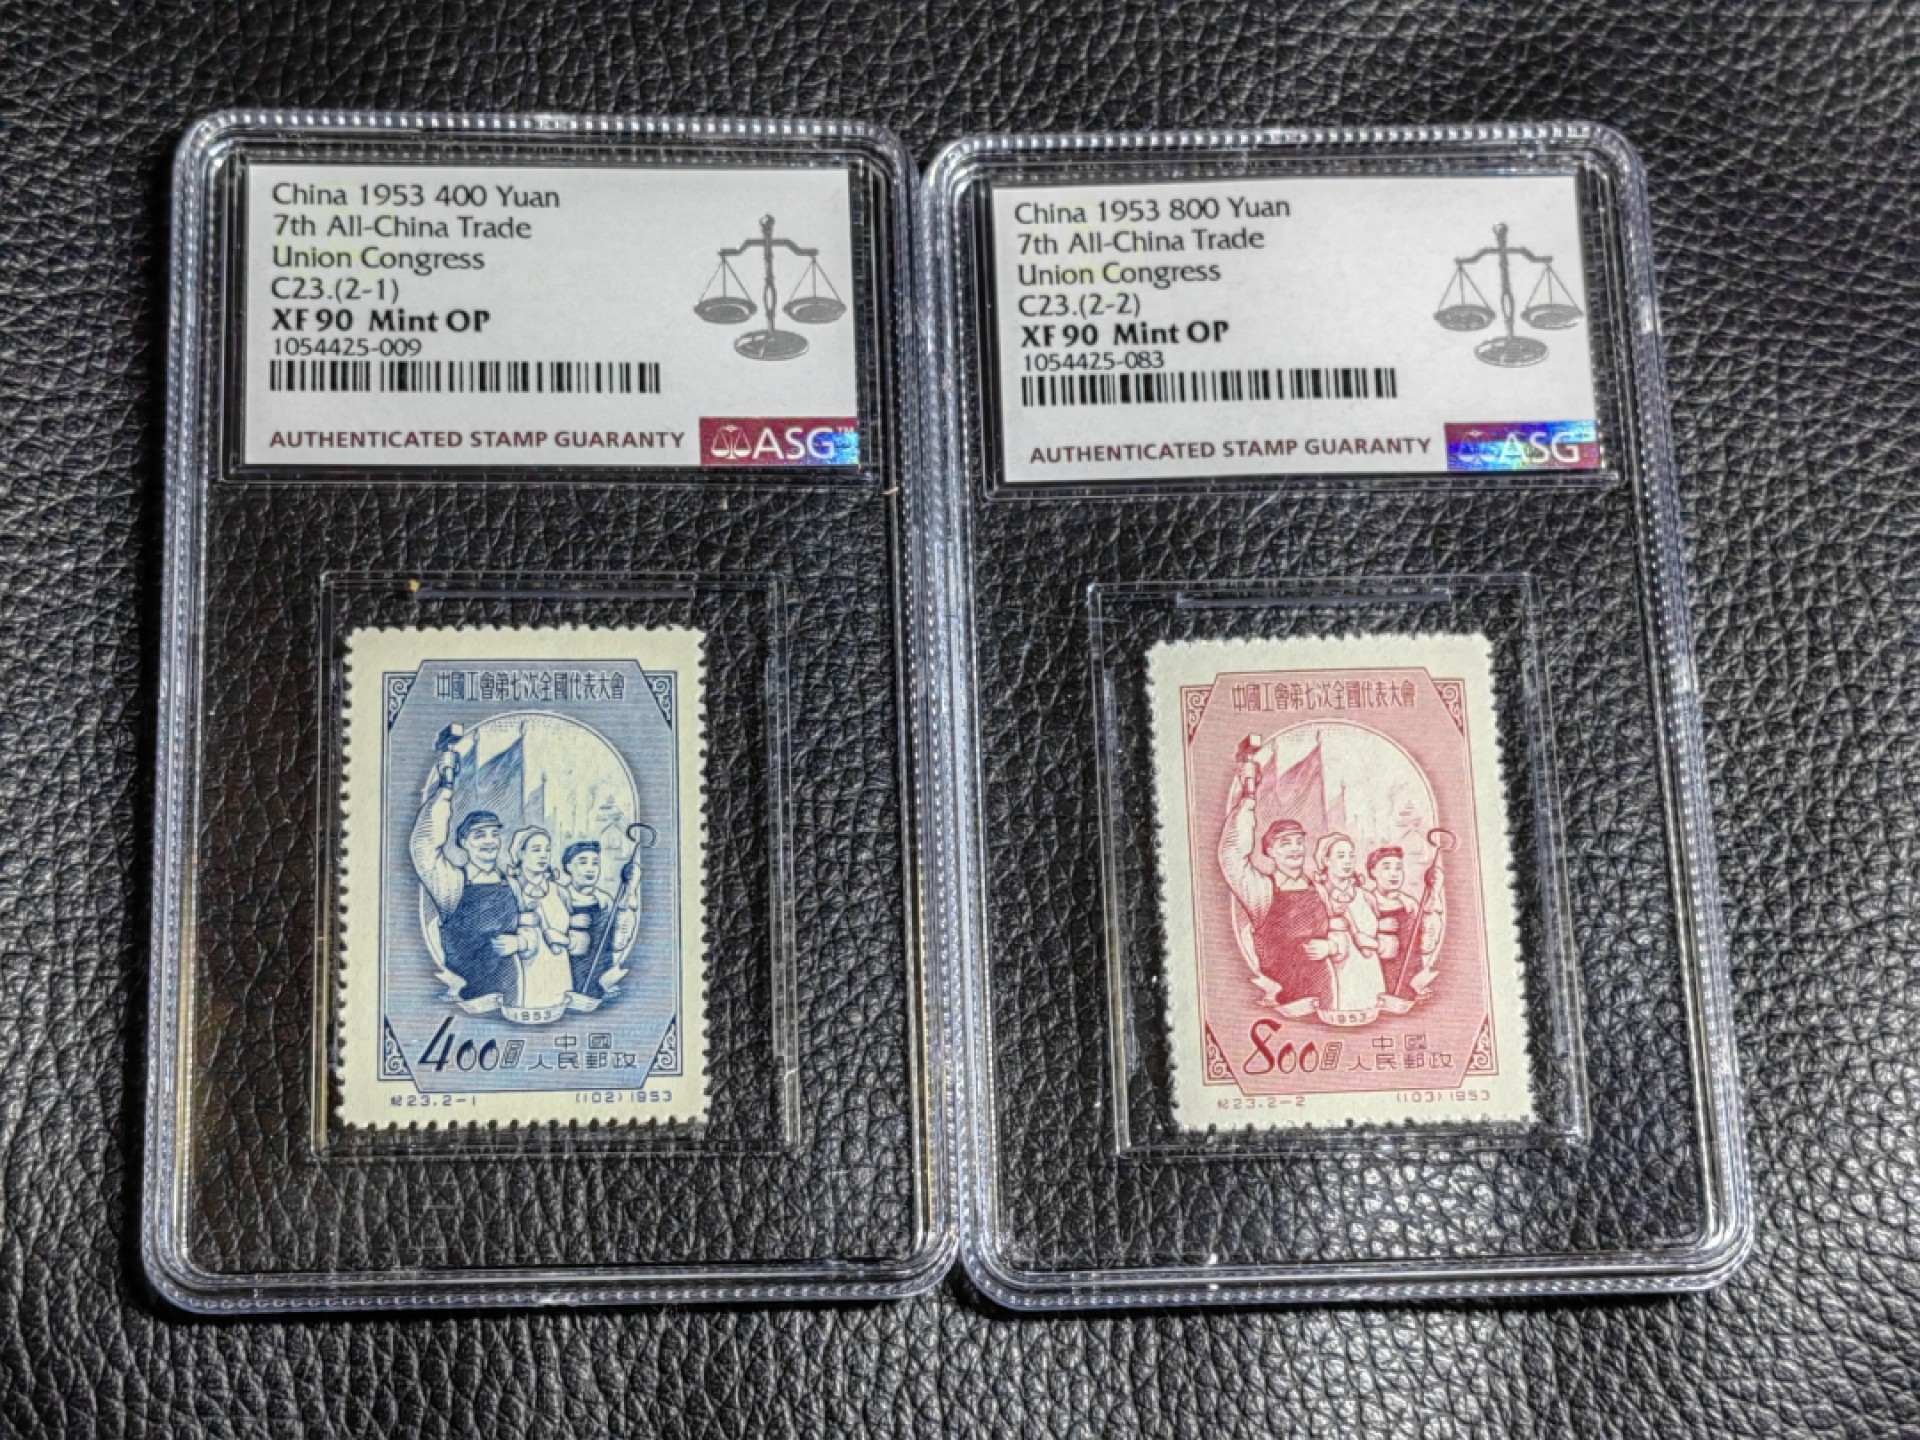 China 1953 400 Yuan
7th All-China Trade
Union Congress
C23.(2-1)
XF 90 Mint OP
1054425-009
AUTHENTICATED STAMP GUARANTY
ASG™
中國工會第七次全國代表大會
1953
400圓
中國
人民郵政
紀23.2-1
(102)1953
China 1953 800 Yuan
7th All-China Trade
Union Congress
C23.(2-2)
XF 90 Mint OP
1054425-083
AUTHENTICATED STAMP GUARANTY
ASG
中國工會第七次全國代表大會
1953
800圓
中國
人民郵政
紀23.2-2
(103)1953